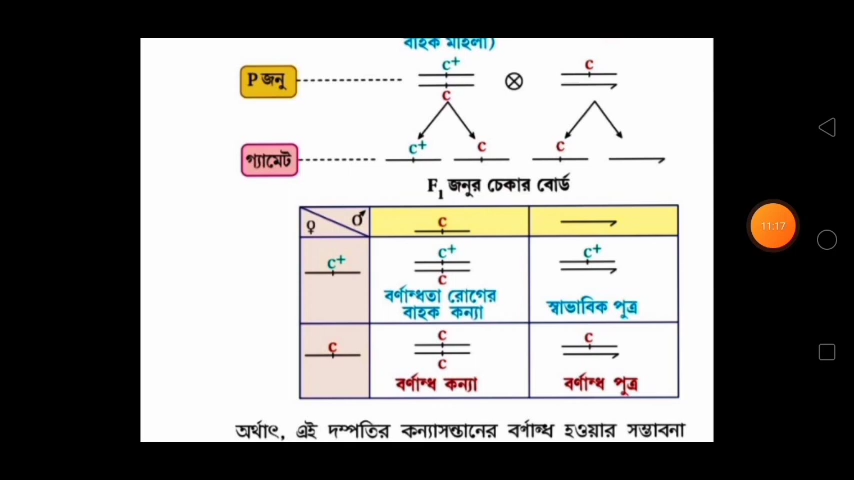 বাহক মহিলা)
c+ c
P জনু
c
গ্যামেট
c+ c c
F1 জনুর চেকার বোর্ড
♀ ♂ c
c+ c+ c+
c
বর্ণান্ধতা রোগের
বাহক কন্যা
স্বাভাবিক পুত্র
c c c
c
বর্ণান্ধ কন্যা
বর্ণান্ধ পুত্র
অর্থাৎ, এই দম্পতির কন্যাসন্তানের বর্ণান্ধ হওয়ার সম্ভাবনা
11:17